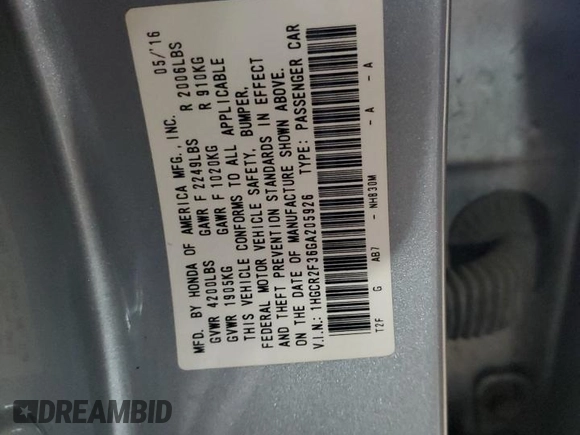 MFD. BY HONDA OF AMERICA MFG., INC. 05/'16
GVWR 4200LBS GAWR F 2249LBS R 2006LBS
GVWR 1905KG GAWR F 1020KG R 910KG
THIS VEHICLE CONFORMS TO ALL APPLICABLE
FEDERAL MOTOR VEHICLE SAFETY, BUMPER,
AND THEFT PREVENTION STANDARDS IN EFFECT
ON THE DATE OF MANUFACTURE SHOWN ABOVE.
V.I.N.: 1HGCR2F36GA205926 TYPE: PASSENGER CAR
T2F G AB7 - NH830M - A - A
DREAMBID